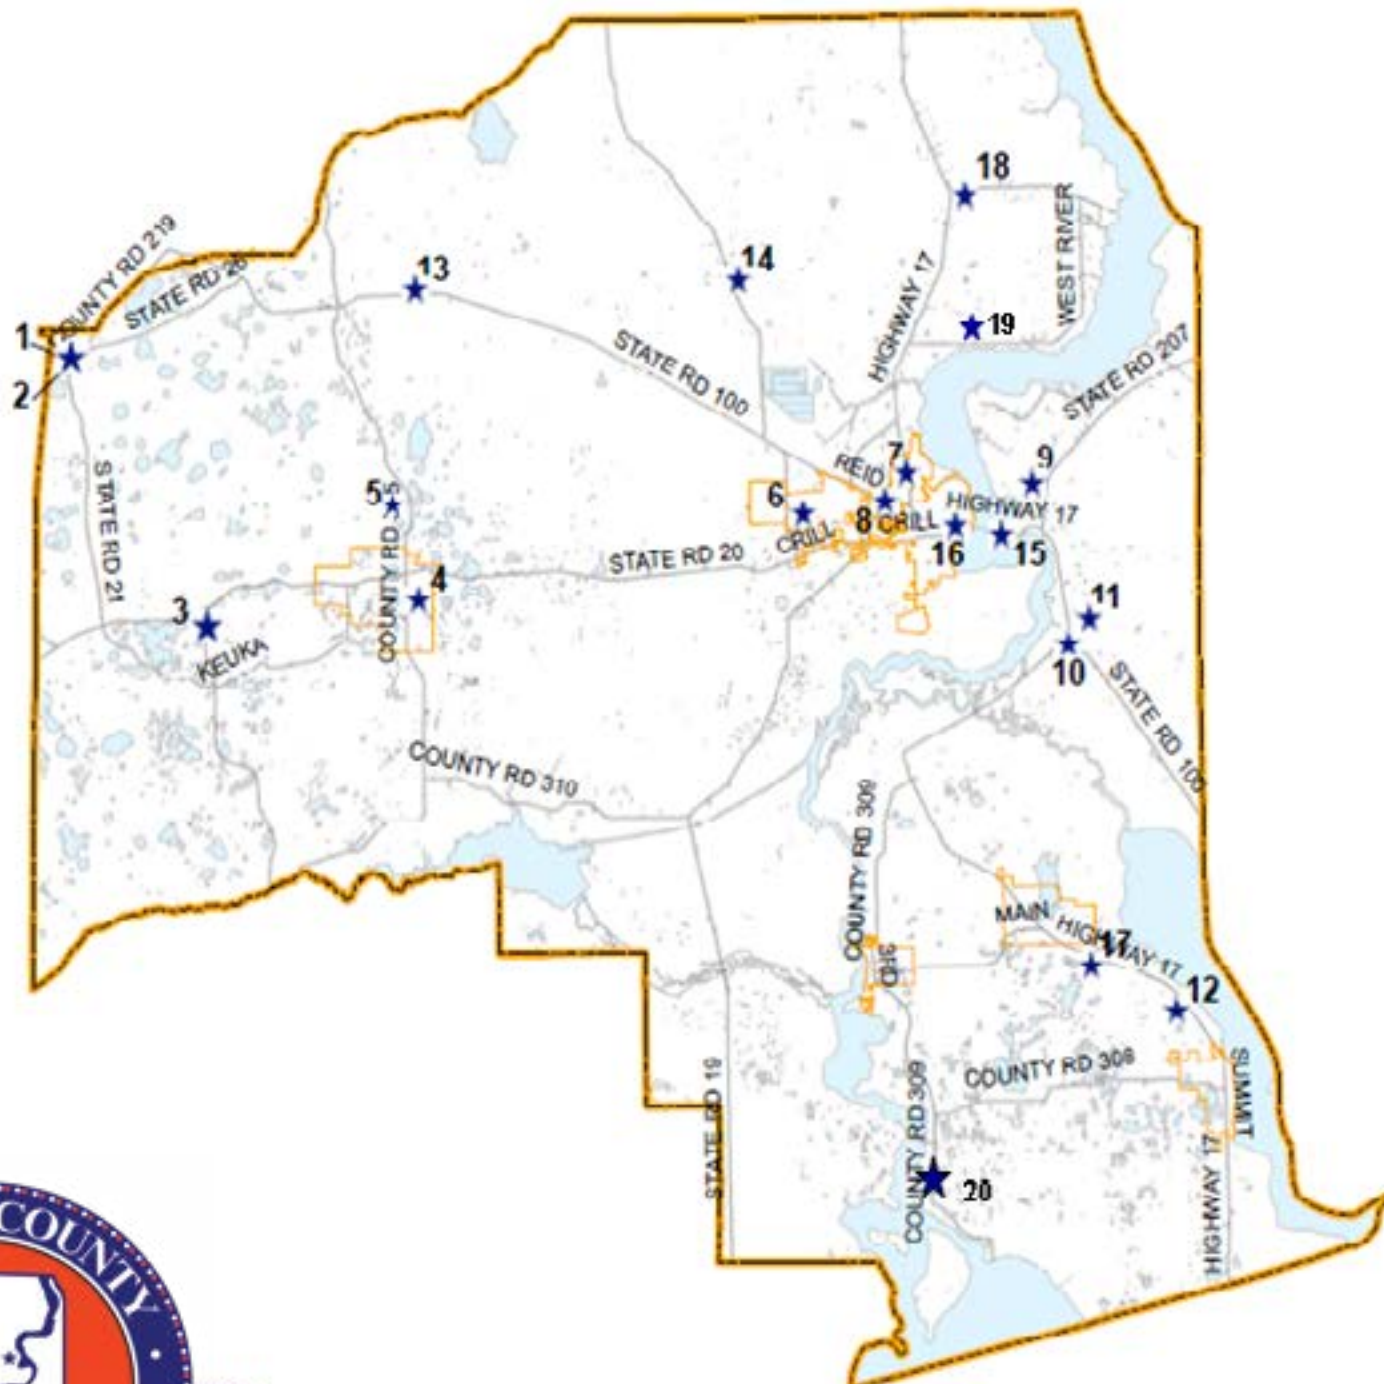 18
COUNTY RD 219
WEST RIVER
14
13
STATE RD 26
HIGHWAY 17
19
1
2
STATE RD 100
STATE RD 207
7
9
REID
STATE RD 21
5
6
8
CRILL
HIGHWAY 17
CRILL
16
15
STATE RD 20
COUNTY RD 315
4
3
KEUKA
11
10
STATE RD 100
COUNTY RD 310
COUNTY RD 309
MAIN
HIGHWAY 17
17
3RD
12
COUNTY RD 308
SUMMIT
STATE RD 19
COUNTY RD 309
20
HIGHWAY 17
COUNTY